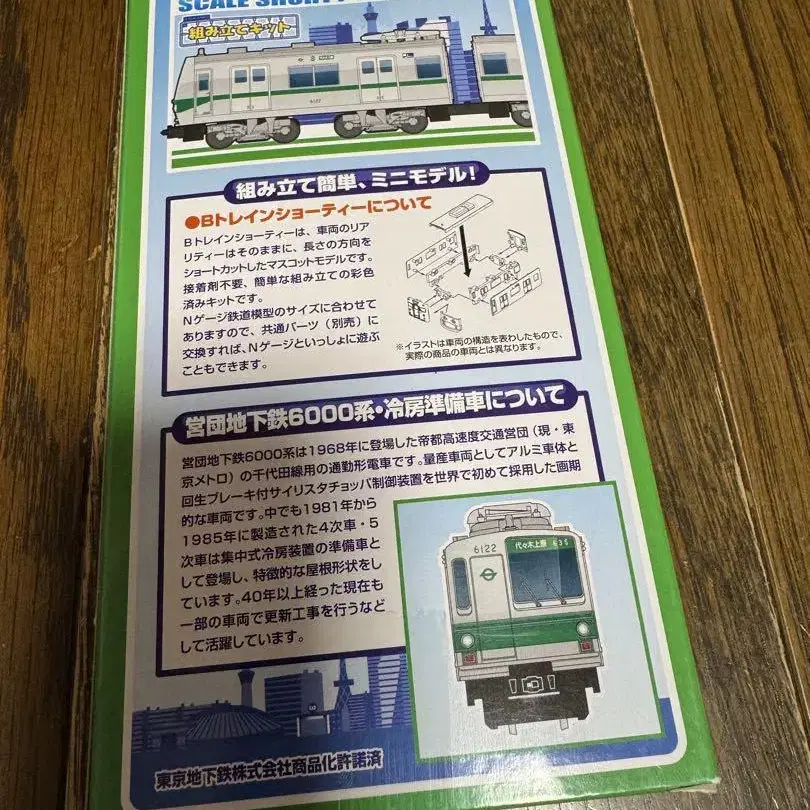 SCALE SHORT
組み立てキット
6122
組み立て簡単、ミニモデル!
●Bトレインショーティーについて
Bトレインショーティーは、車両のリア
リティーはそのままに、長さの方向を
ショートカットしたマスコットモデルです。
接着剤不要、簡単な組み立ての彩色
済みキットです。
Nゲージ鉄道模型のサイズに合わせて
ありますので、共通パーツ(別売)に
交換すれば、Nゲージといっしょに遊ぶ
こともできます。
※イラストは車両の構造を表わしたもので、
実際の商品の車両とは異なります。
営団地下鉄6000系・冷房準備車について
営団地下鉄6000系は1968年に登場した帝都高速度交通営団(現・東
京メトロ)の千代田線用の通勤形電車です。量産車両としてアルミ車体と
回生ブレーキ付サイリスタチョッパ制御装置を世界で初めて採用した画期
的な車両です。中でも1981年から
1985年に製造された4次車・5
次車は集中式冷房装置の準備車と
して登場し、特徴的な屋根形状をし
ています。40年以上経った現在も
一部の車両で更新工事を行うなど
して活躍しています。
代々木上原 63S
6122
東京地下鉄株式会社商品化許諾済